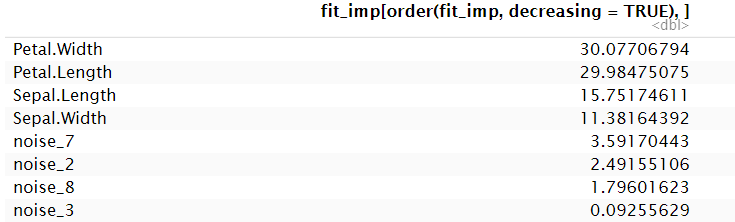 fit_imp[order(fit_imp, decreasing = TRUE), ]
<dbl>
Petal.Width 30.07706794
Petal.Length 29.98475075
Sepal.Length 15.75174611
Sepal.Width 11.38164392
noise_7 3.59170443
noise_2 2.49155106
noise_8 1.79601623
noise_3 0.09255629